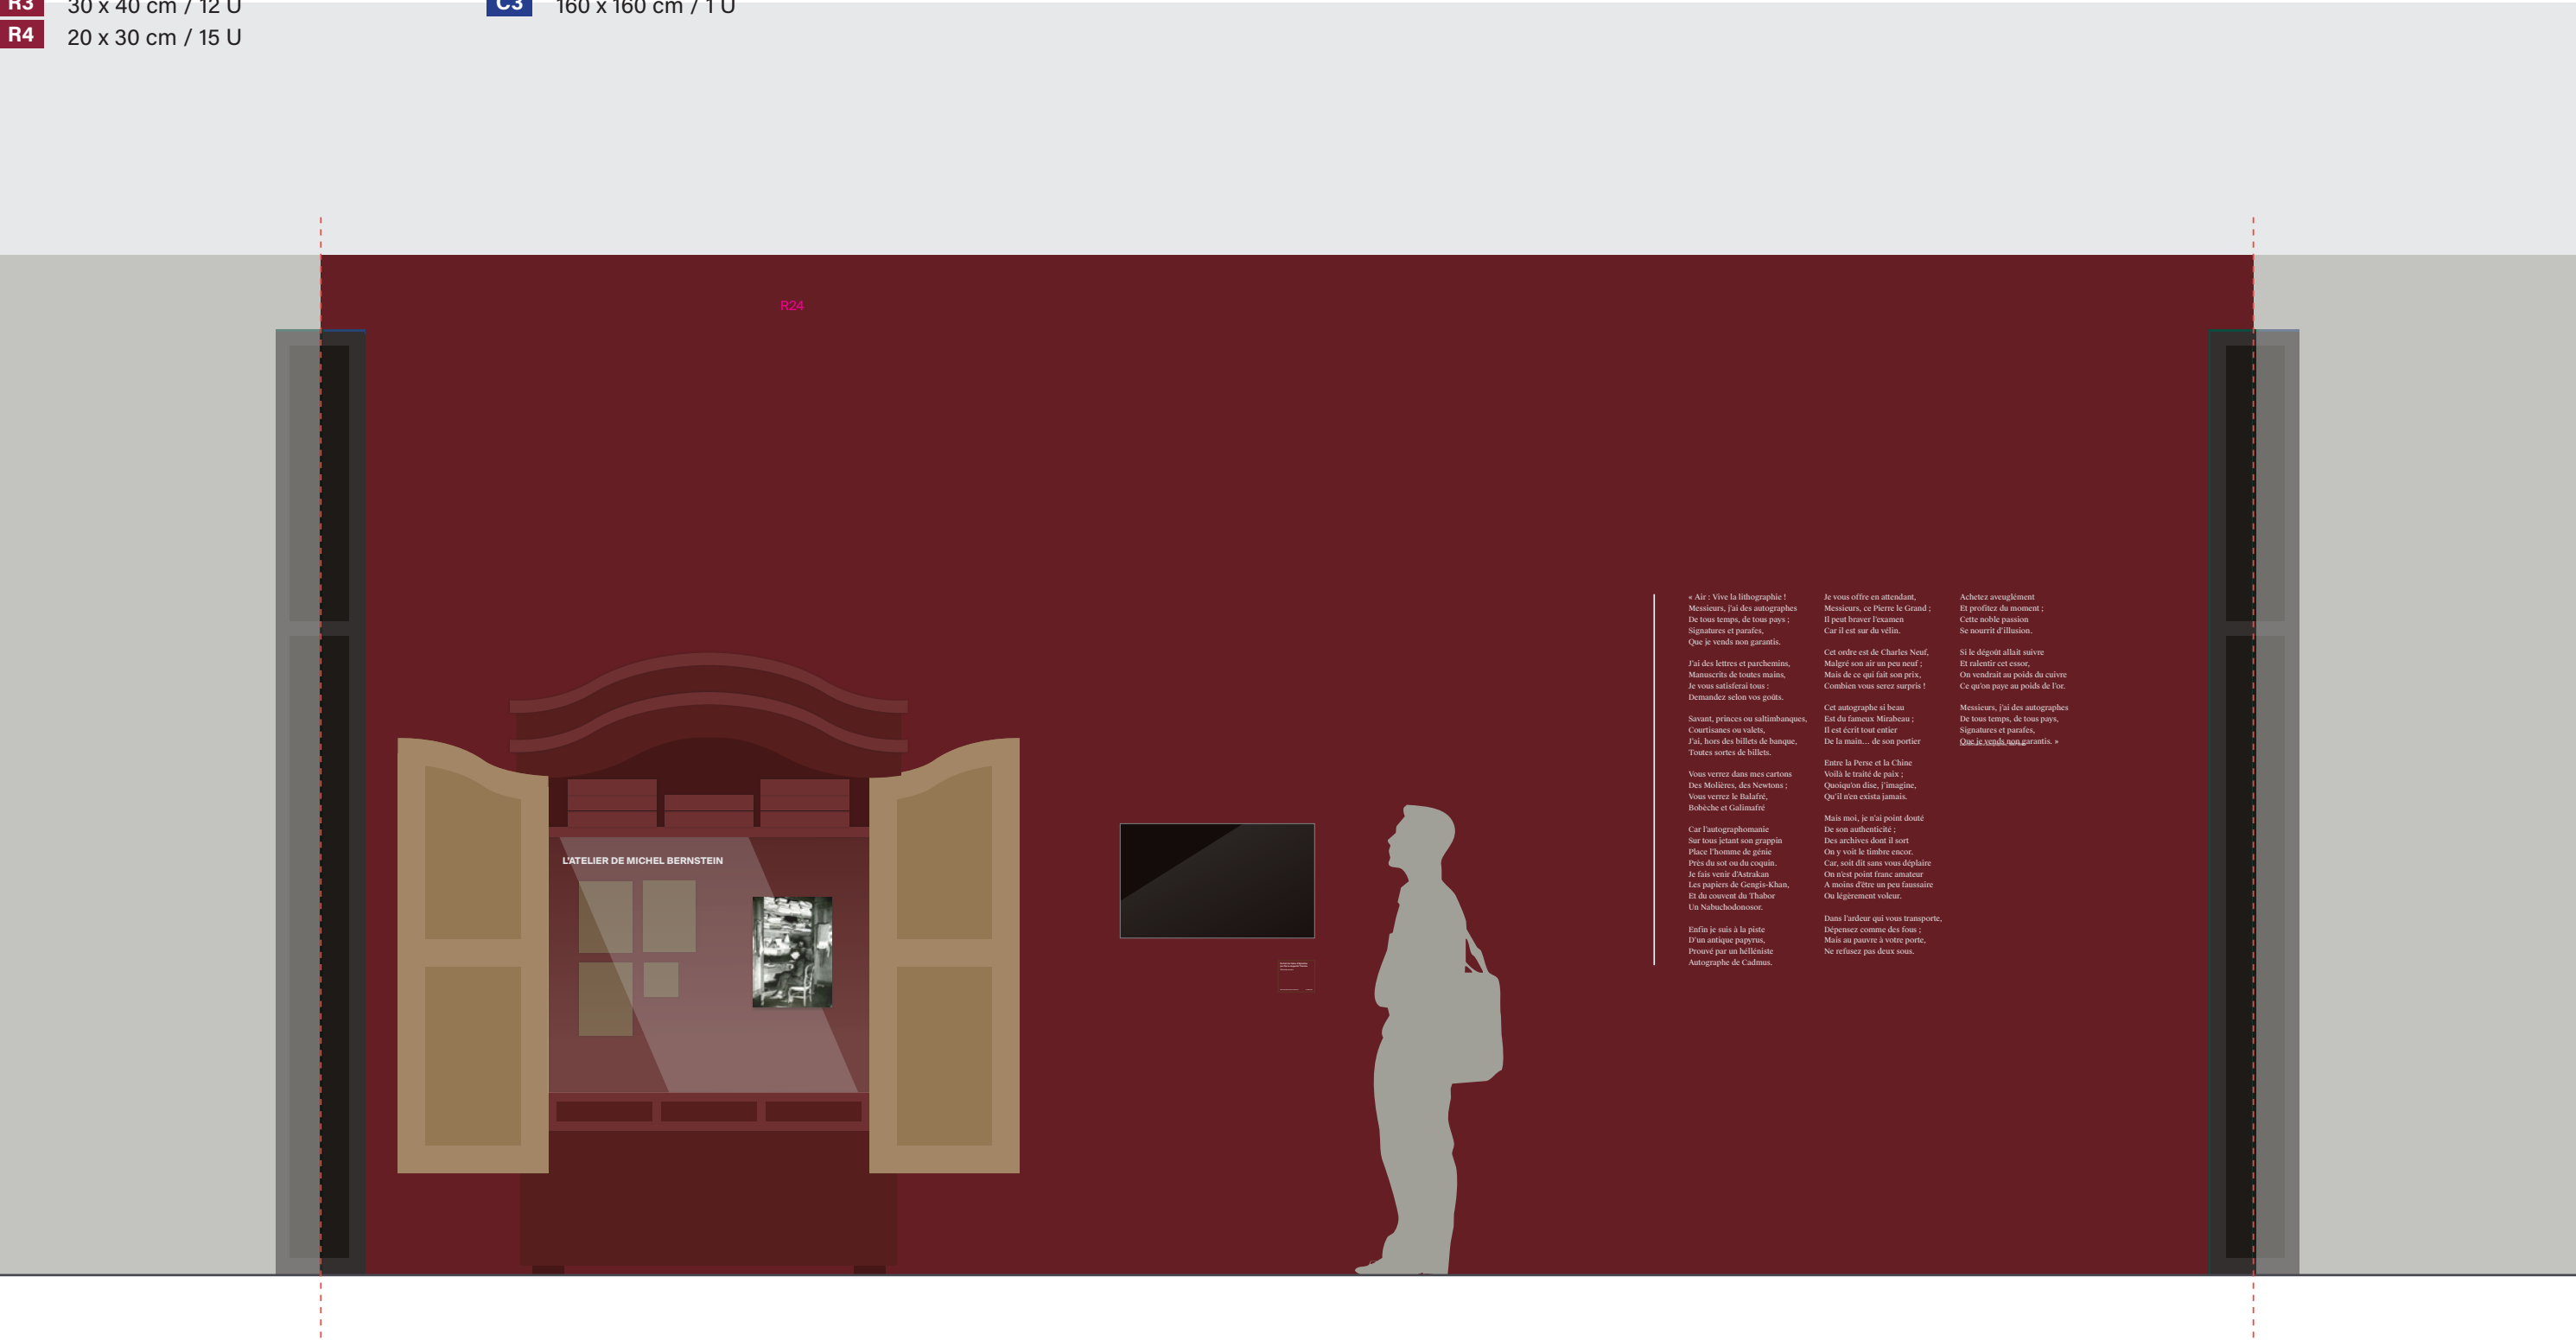 R3 30 x 40 cm / 12 U
R4 20 x 30 cm / 15 U
C3 160 x 160 cm / 1 U
R24
L'ATELIER DE MICHEL BERNSTEIN
« Air : Vive la lithographie !
Messieurs, j'ai des autographes
De tous temps, de tous pays ;
Signatures et parafes,
Que je vends non garantis.
J'ai des lettres et parchemins,
Manuscrits de toutes mains,
Je vous satisferai tous :
Demandez selon vos goûts.
Savant, princes ou saltimbanques,
Courtisanes ou valets,
J'ai, hors des billets de banque,
Toutes sortes de billets.
Vous verrez dans mes cartons
Des Molières, des Newtons ;
Vous verrez le Balafré,
Bobèche et Galimafré
Car l'autographomanie
Sur tous jetant son grappin
Place l'homme de génie
Près du sot ou du coquin.
Je fais venir d'Astrakan
Les papiers de Gengis-Khan,
Et du couvent du Thabor
Un Nabuchodonosor.
Enfin je suis à la piste
D'un antique papyrus,
Prouvé par un hélléniste
Autographe de Cadmus.
Je vous offre en attendant,
Messieurs, ce Pierre le Grand ;
Il peut braver l'examen
Car il est sur du vélin.
Cet ordre est de Charles Neuf,
Malgré son air un peu neuf ;
Mais de ce qui fait son prix,
Combien vous serez surpris !
Cet autographe si beau
Est du fameux Mirabeau ;
Il est écrit tout entier
De la main… de son portier
Entre la Perse et la Chine
Voilà le traité de paix ;
Quoiqu'on dise, j'imagine,
Qu'il n'en exista jamais.
Mais moi, je n'ai point douté
De son authenticité ;
Des archives dont il sort
On y voit le timbre encor.
Car, soit dit sans vous déplaire
On n'est point franc amateur
A moins d'être un peu faussaire
Ou légèrement voleur.
Dans l'ardeur qui vous transporte,
Dépensez comme des fous ;
Mais au pauvre à votre porte,
Ne refusez pas deux sous.
Achetez aveuglément
Et profitez du moment ;
Cette noble passion
Se nourrit d'illusion.
Si le dégoût allait suivre
Et ralentir cet essor,
On vendrait au poids du cuivre
Ce qu'on paye au poids de l'or.
Messieurs, j'ai des autographes
De tous temps, de tous pays,
Signatures et parafes,
Que je vends non garantis. »